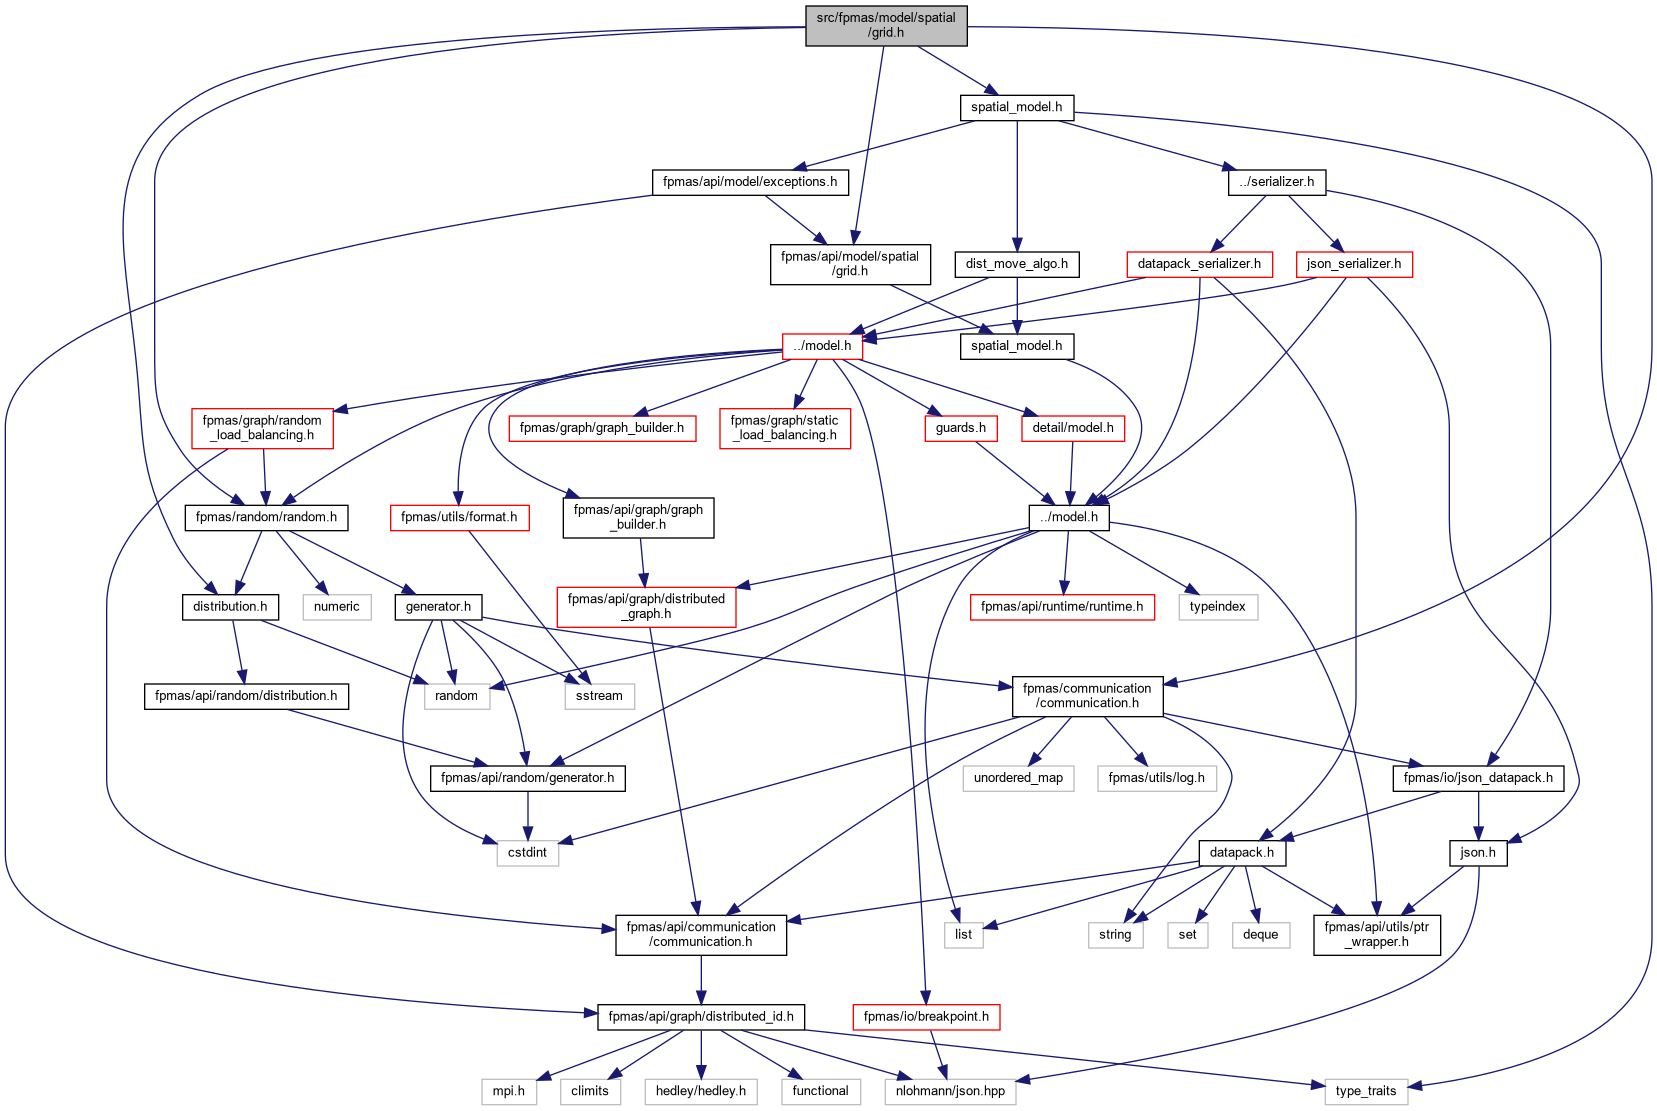 src/fpmas/model/spatial
/grid.h
spatial_model.h
fpmas/api/model/exceptions.h
../serializer.h
fpmas/api/model/spatial
/grid.h
dist_move_algo.h
datapack_serializer.h
json_serializer.h
../model.h
spatial_model.h
fpmas/graph/random
_load_balancing.h
fpmas/graph/graph_builder.h
fpmas/graph/static
_load_balancing.h
guards.h
detail/model.h
fpmas/random/random.h
fpmas/utils/format.h
fpmas/api/graph/graph
_builder.h
../model.h
distribution.h
numeric
generator.h
fpmas/api/graph/distributed
_graph.h
fpmas/api/runtime/runtime.h
typeindex
fpmas/api/random/distribution.h
random
sstream
fpmas/communication
/communication.h
fpmas/api/random/generator.h
unordered_map
fpmas/utils/log.h
fpmas/io/json_datapack.h
cstdint
datapack.h
json.h
fpmas/api/communication
/communication.h
list
string
set
deque
fpmas/api/utils/ptr
_wrapper.h
fpmas/api/graph/distributed_id.h
fpmas/io/breakpoint.h
mpi.h
climits
hedley/hedley.h
functional
nlohmann/json.hpp
type_traits